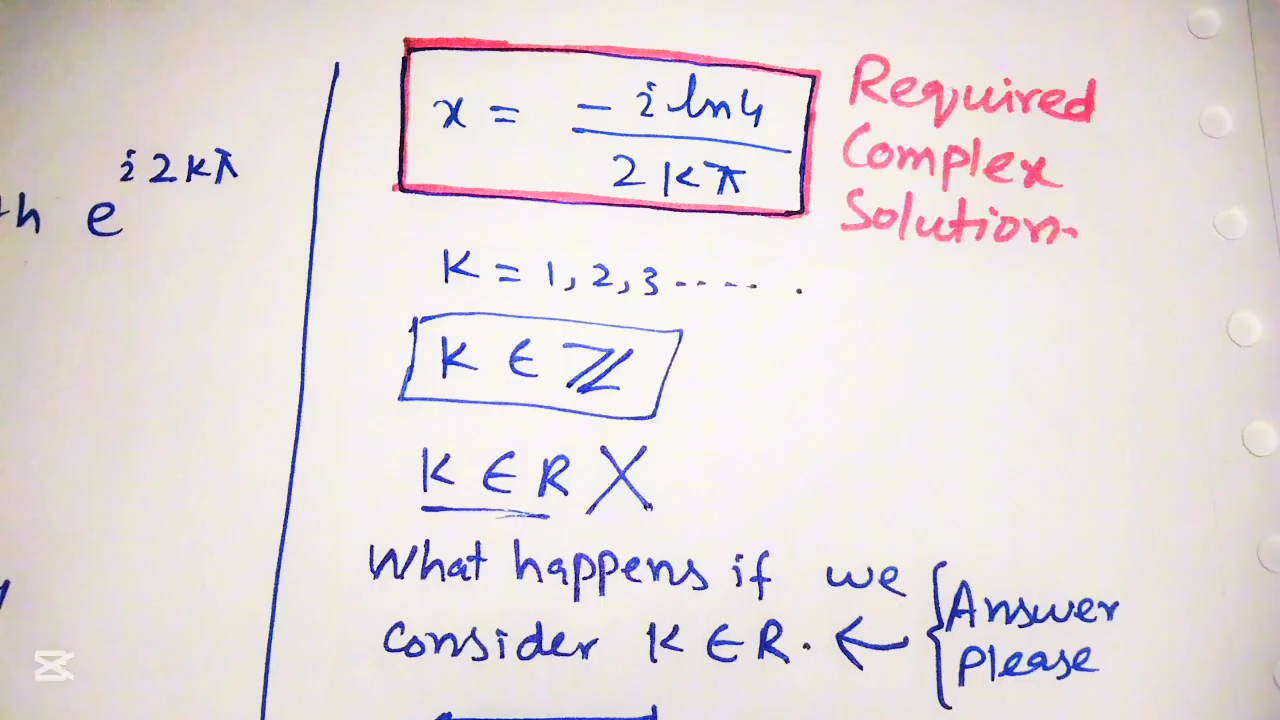 x = -i ln4 / 2kπ
Required
Complex
Solution.
h e^i2kπ
K = 1, 2, 3 ...... .
K ∈ ℤ
K ∈ R X
What happens if we
consider K ∈ R. ←
{Answer
Please